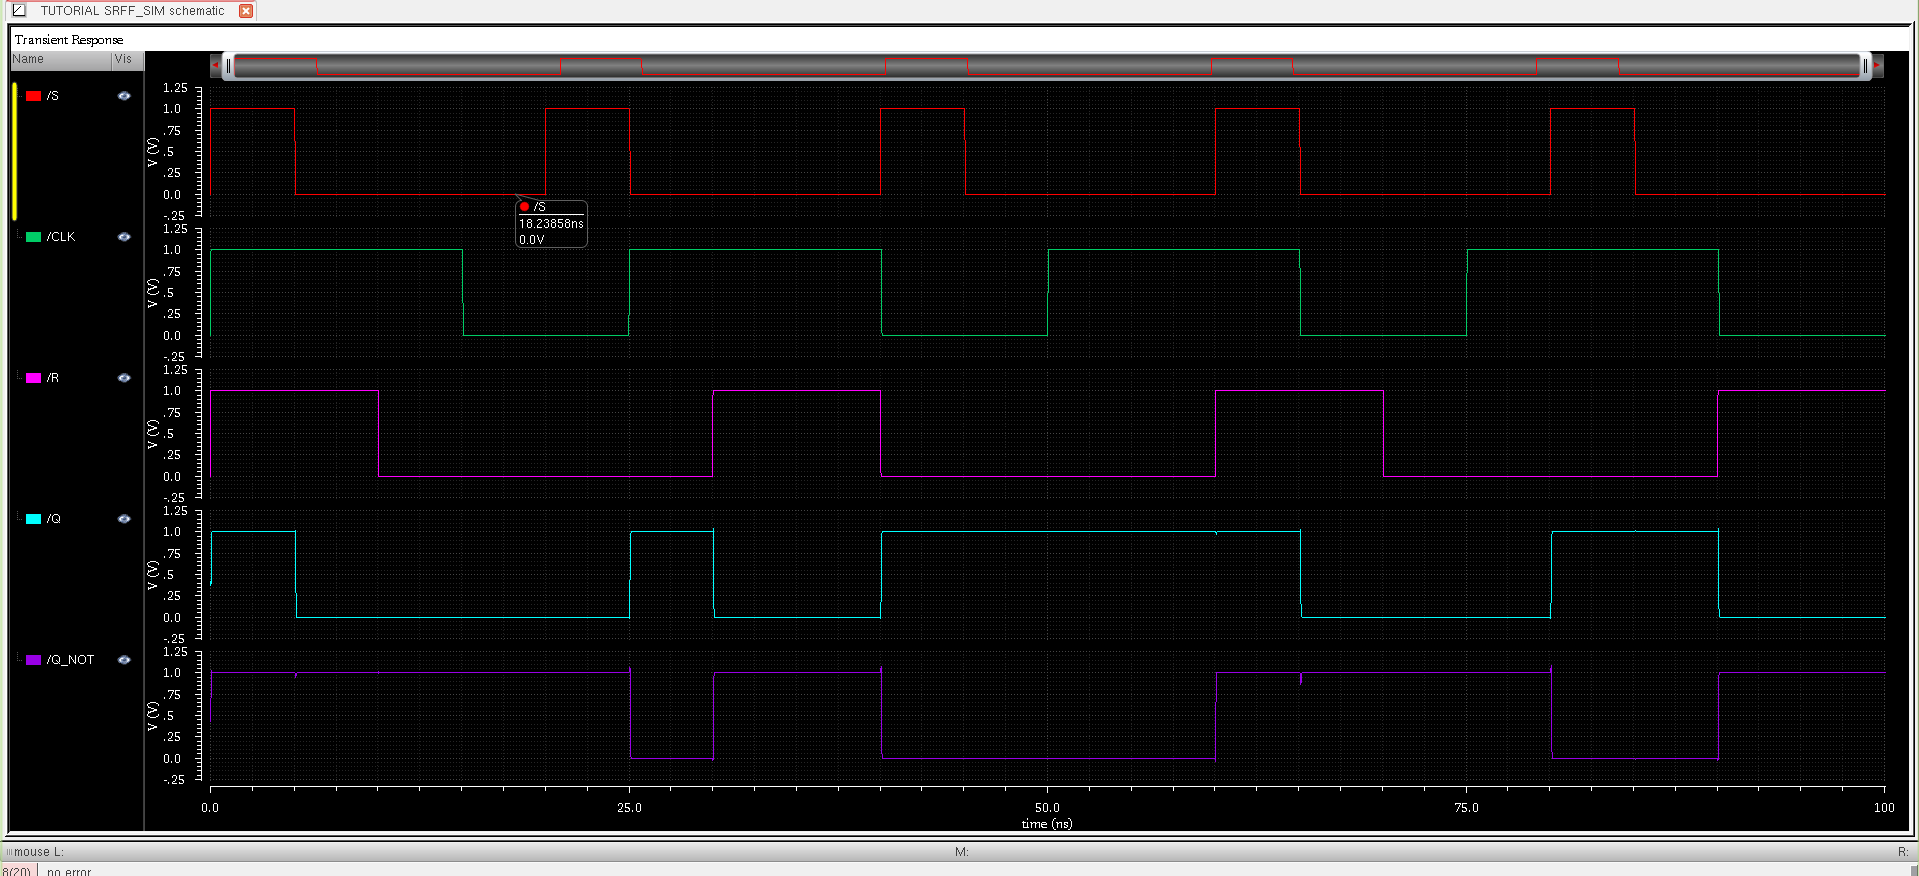 TUTORIAL SRFF_SIM schematic
Transient Response
Name Vis
/S
1.25
1.0
.75
.5
.25
0.0
-.25
V (V)
/S
18.23858ns
0.0V
/CLK
1.25
1.0
.75
.5
.25
0.0
-.25
V (V)
/R
1.25
1.0
.75
.5
.25
0.0
-.25
V (V)
/Q
1.25
1.0
.75
.5
.25
0.0
-.25
V (V)
/Q_NOT
1.25
1.0
.75
.5
.25
0.0
-.25
V (V)
0.0 25.0 50.0 75.0 100
time (ns)
mouse L: M: R:
8(20) no error